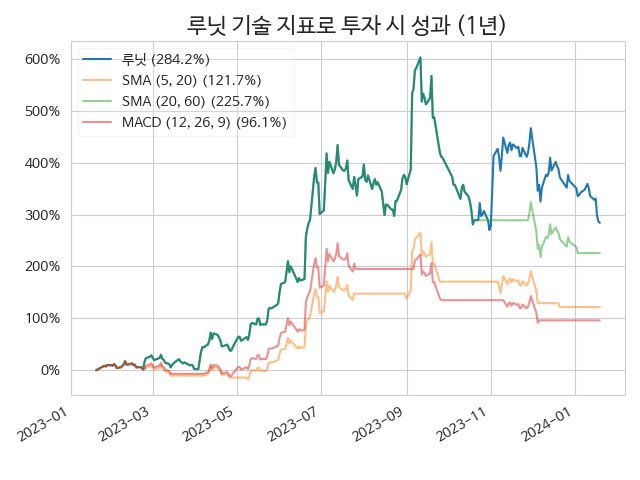 루닛 기술 지표로 투자 시 성과 (1년)
600%
500%
400%
300%
200%
100%
0%
루닛 (284.2%)
SMA (5, 20) (121.7%)
SMA (20, 60) (225.7%)
MACD (12, 26, 9) (96.1%)
2023-01
2023-03
2023-05
2023-07
2023-09
2023-11
2024-01